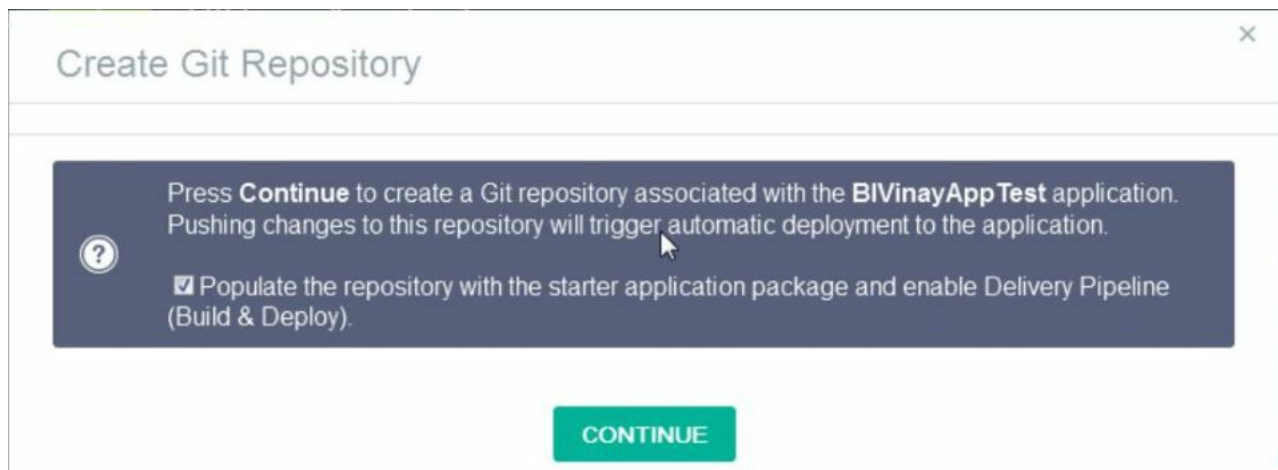 Create Git Repository
Press Continue to create a Git repository associated with the BIVinayAppTest application.
Pushing changes to this repository will trigger automatic deployment to the application.
Populate the repository with the starter application package and enable Delivery Pipeline
(Build & Deploy).
CONTINUE